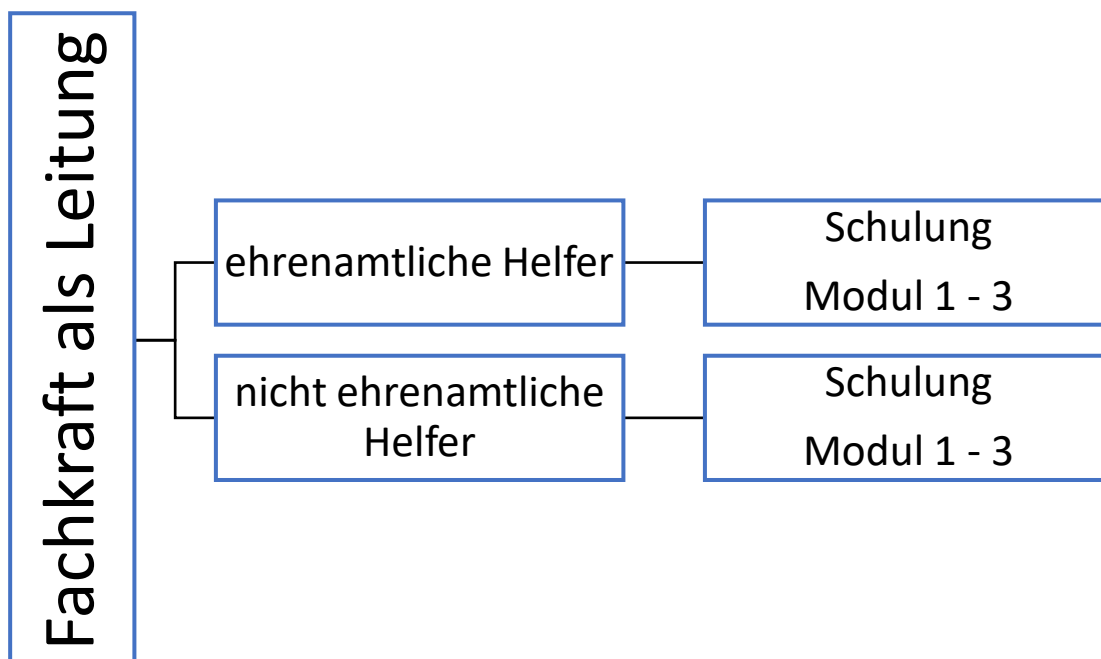 Fachkraft als Leitung
ehrenamtliche Helfer
Schulung
Modul 1 - 3
nicht ehrenamtliche
Helfer
Schulung
Modul 1 - 3